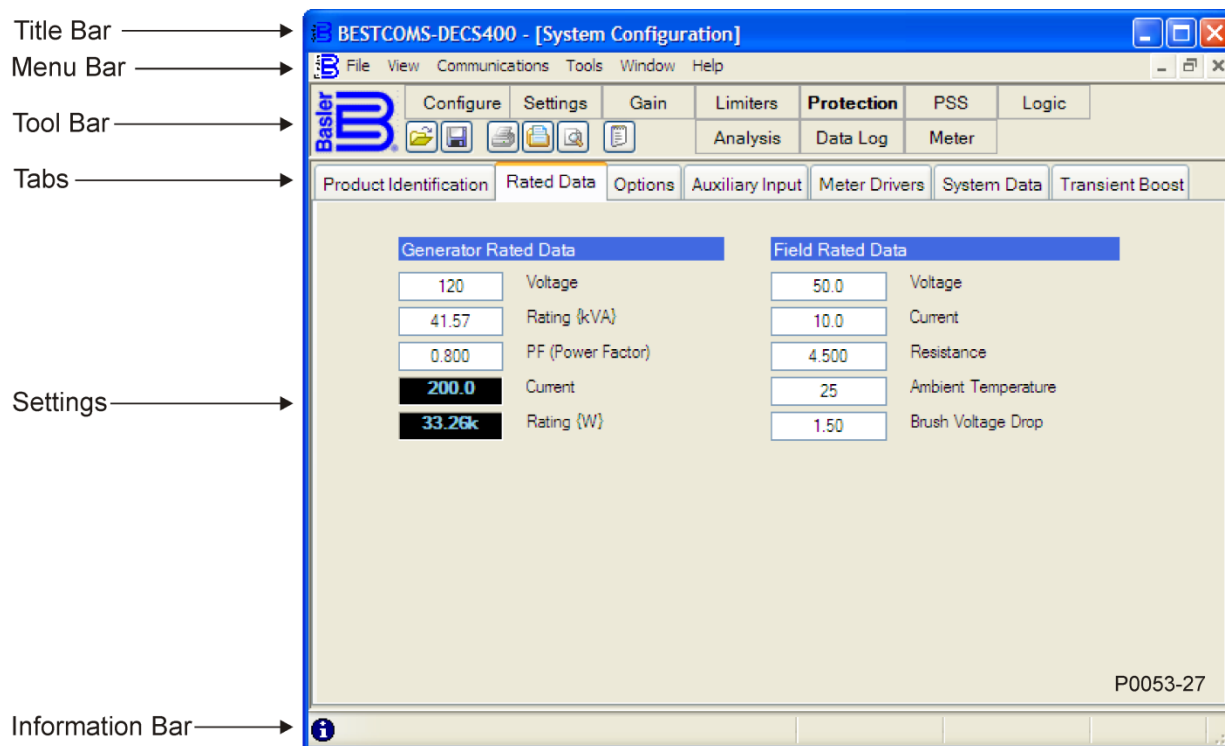 Title Bar
BESTCOMS-DECS400 - [System Configuration]
Menu Bar
File View Communications Tools Window Help
Tool Bar
Basler
Configure Settings Gain Limiters Protection PSS Logic
Analysis Data Log Meter
Tabs
Product Identification Rated Data Options Auxiliary Input Meter Drivers System Data Transient Boost
Settings
Generator Rated Data
120 Voltage
41.57 Rating {kVA}
0.800 PF (Power Factor)
200.0 Current
33.26k Rating {W}
Field Rated Data
50.0 Voltage
10.0 Current
4.500 Resistance
25 Ambient Temperature
1.50 Brush Voltage Drop
P0053-27
Information Bar